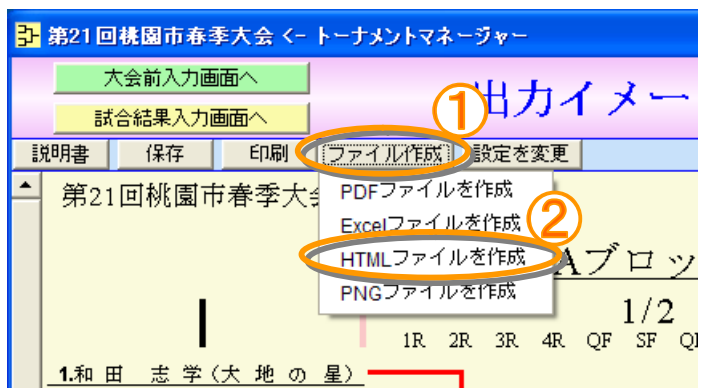 第21回桃園市春季大会 <- トーナメントマネージャー
大会前入力画面へ
試合結果入力画面へ
出力イメー
①
説明書 保存 印刷 ファイル作成 設定を変更
第21回桃園市春季大会
PDFファイルを作成
Excelファイルを作成
②
HTMLファイルを作成
Aブロッ
PNGファイルを作成
1/2
1R 2R 3R 4R QF SF
1.和田 志学(大地の星)